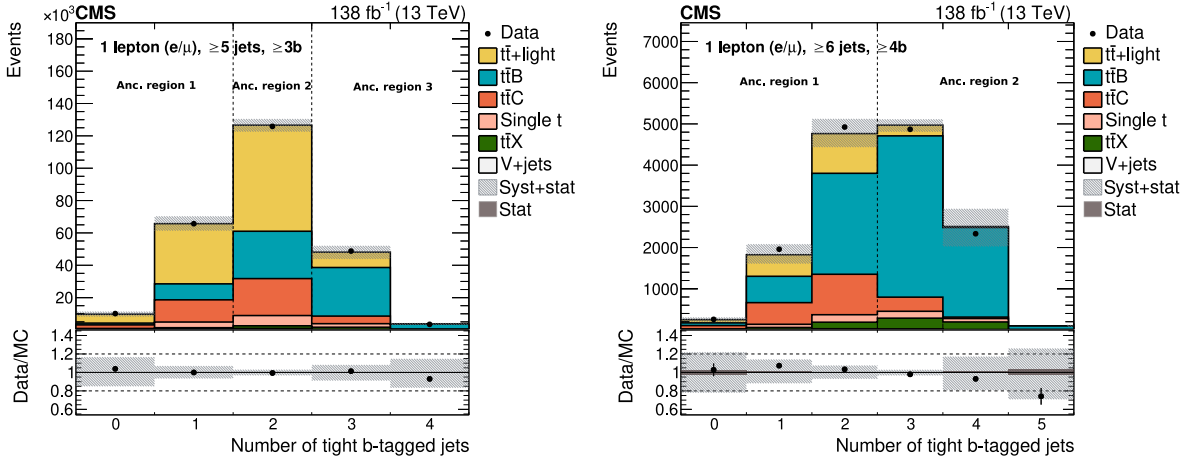 ×10³ CMS 138 fb⁻¹ (13 TeV)
Events
1 lepton (e/μ), ≥5 jets, ≥3b
Anc. region 1 Anc. region 2 Anc. region 3
180
160
140
120
100
80
60
40
20
Data
tt̄+light
tt̄B
tt̄C
Single t
tt̄X
V+jets
Syst+stat
Stat
Data/MC
1.4
1.2
1
0.8
0.6
0 1 2 3 4
Number of tight b-tagged jets
CMS 138 fb⁻¹ (13 TeV)
Events
1 lepton (e/μ), ≥6 jets, ≥4b
Anc. region 1 Anc. region 2
7000
6000
5000
4000
3000
2000
1000
Data
tt̄+light
tt̄B
tt̄C
Single t
tt̄X
V+jets
Syst+stat
Stat
Data/MC
1.4
1.2
1
0.8
0.6
0 1 2 3 4 5
Number of tight b-tagged jets